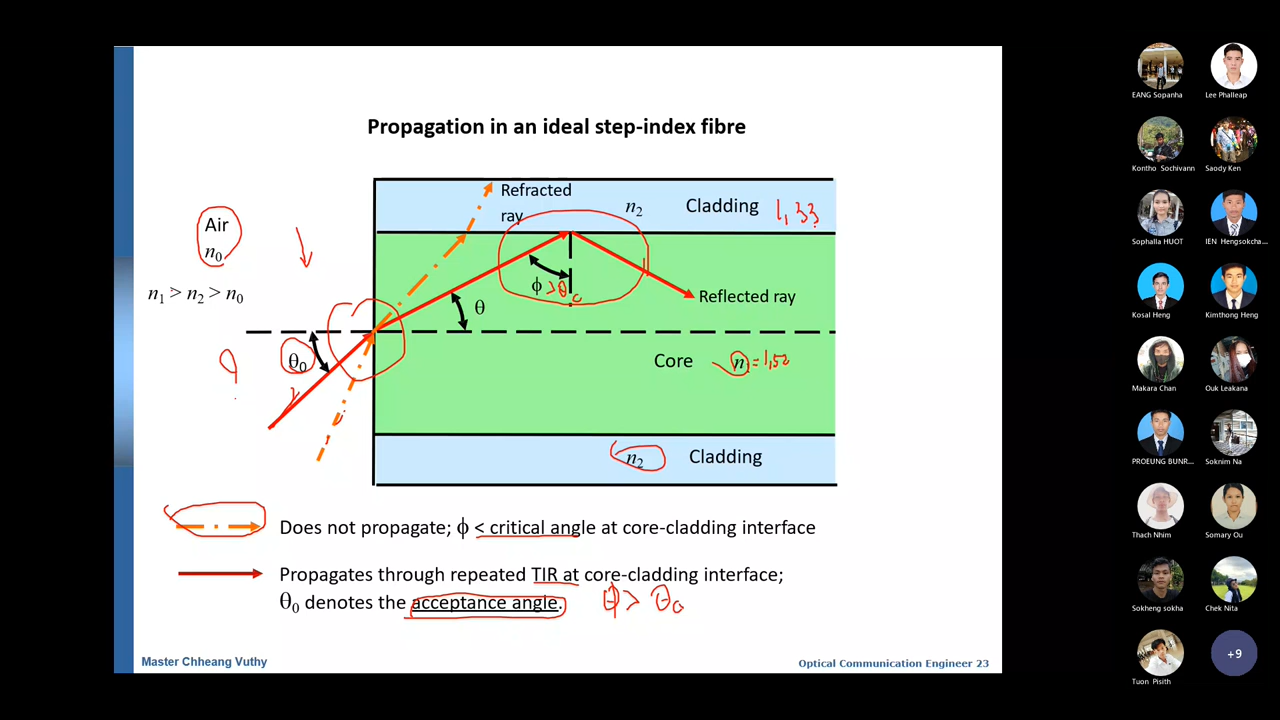 Propagation in an ideal step-index fibre
Refracted
ray
n2
Cladding
1,33
Air
n0
n1 > n2 > n0
ϕ >θc
Reflected ray
θ
θ0
Core
n =1,50
n2
Cladding
Does not propagate; ϕ < critical angle at core-cladding interface
Propagates through repeated TIR at core-cladding interface;
θ0 denotes the acceptance angle.
ϕ > θc
Master Chheang Vuthy
Optical Communication Engineer 23
EANG Sopanha
Lee Phalleap
Kontho Sochivann
Saody Ken
Sophalla HUOT
IEN Hengsokcha...
Kosal Heng
Kimthong Heng
Makara Chan
Ouk Leakana
PROEUNG BUNR...
Soknim Na
Thach Nhim
Somary Ou
Sokheng sokha
Chek Nita
Tuon Pisith
+9